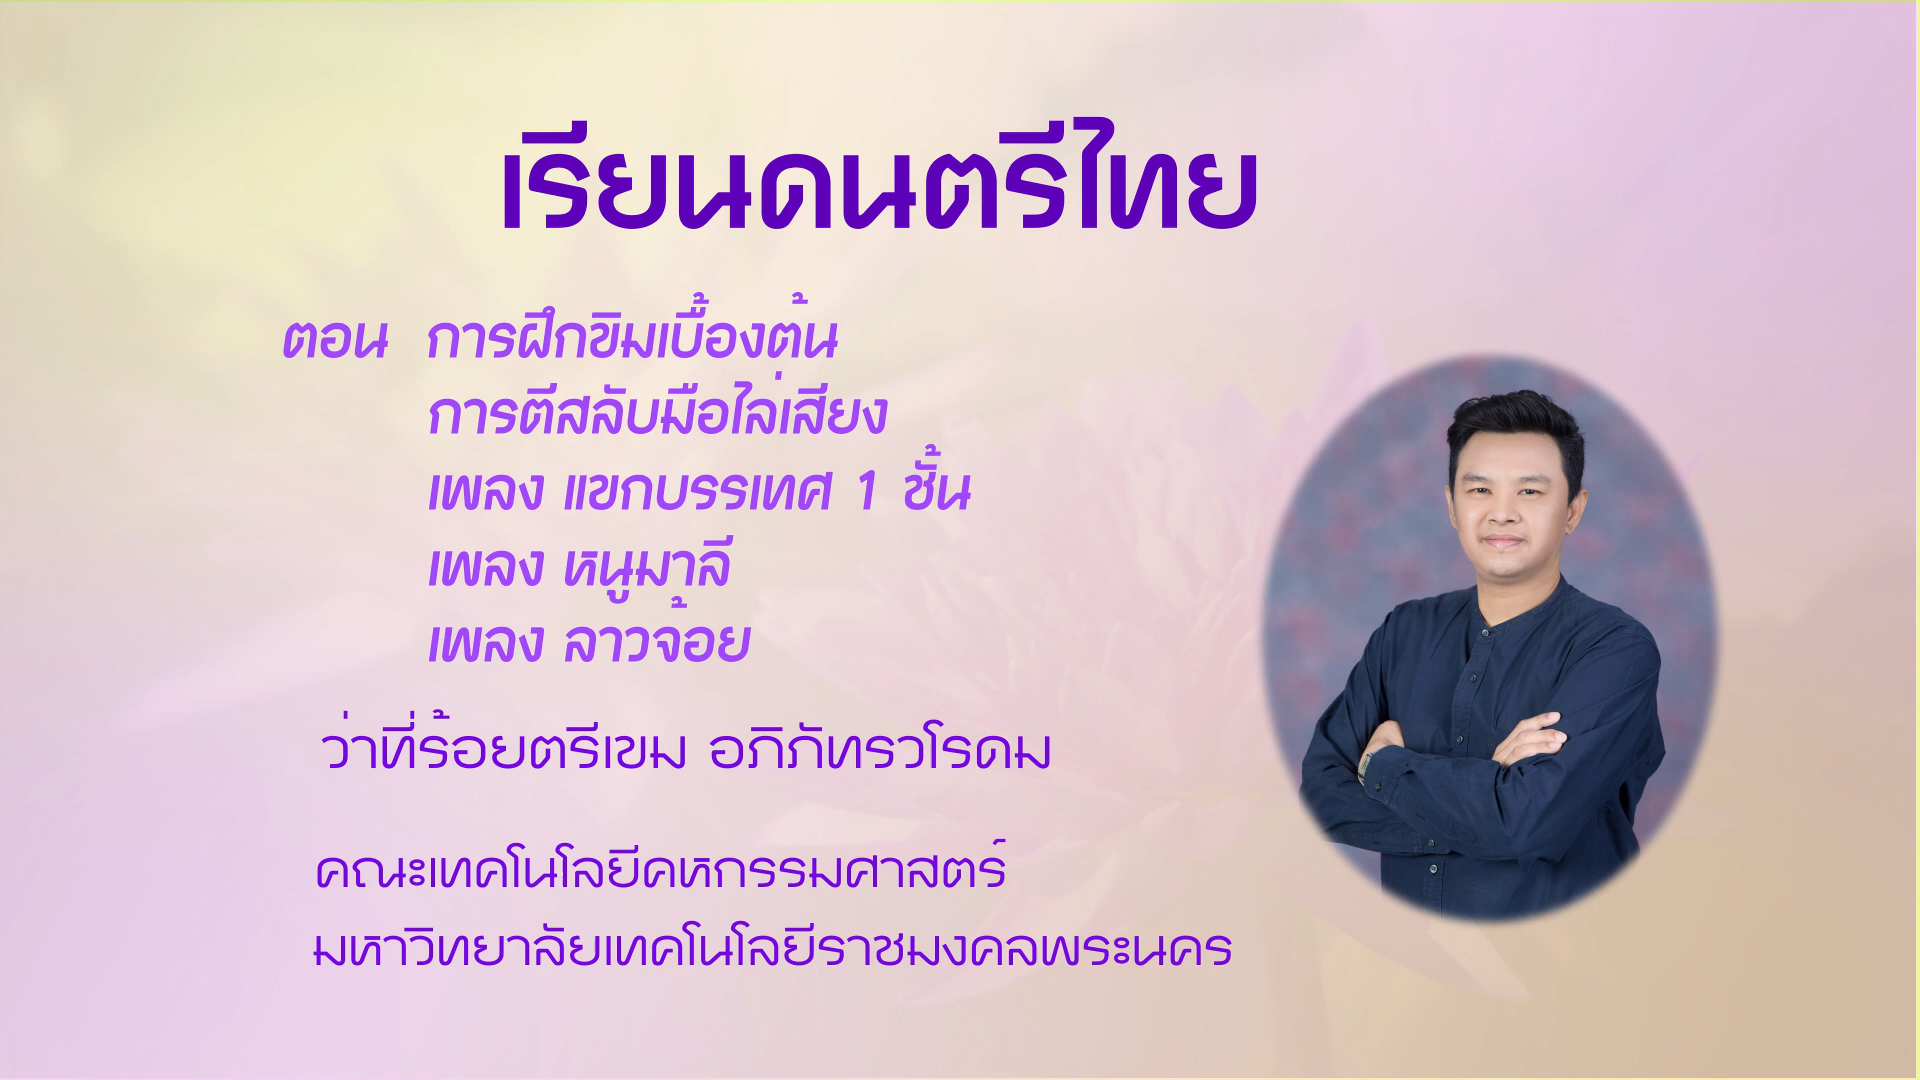 เรียนดนตรีไทย
ตอน การฝึกขิมเบื้องต้น
การตีสลับมือไล่เสียง
เพลง แขกบรรเทศ 1 ชั้น
เพลง หนูมาลี
เพลง ลาวจ้อย
ว่าที่ร้อยตรีเขม อภิภัทรวโรดม
คณะเทคโนโลยีคหกรรมศาสตร์
มหาวิทยาลัยเทคโนโลยีราชมงคลพระนคร